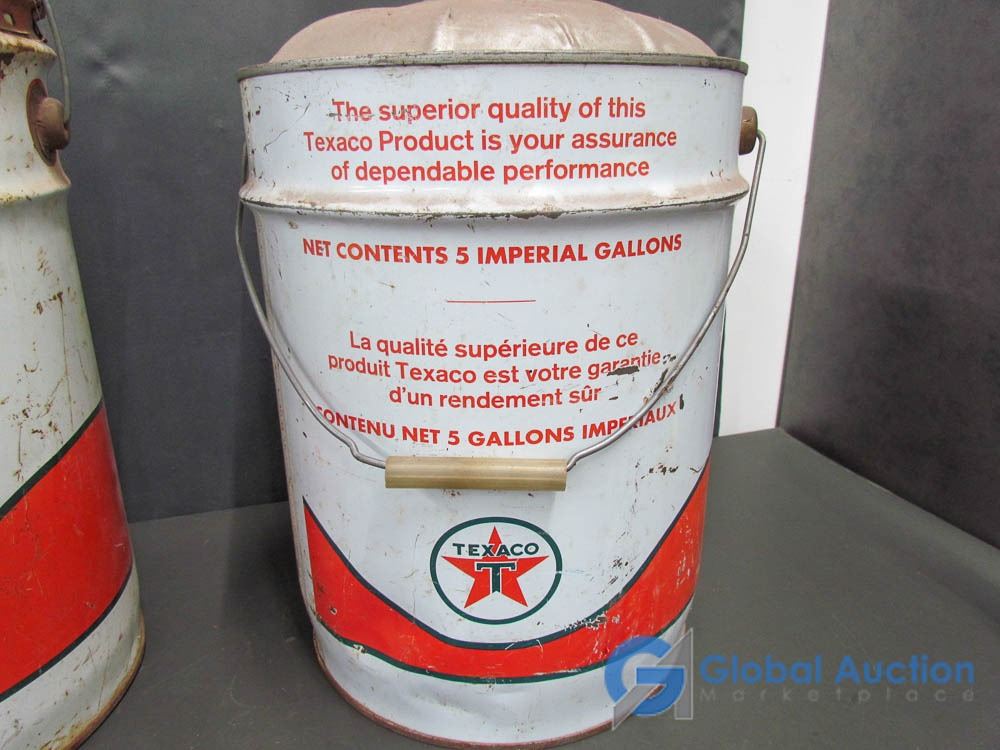 The superior quality of this
Texaco Product is your assurance
of dependable performance
NET CONTENTS 5 IMPERIAL GALLONS
La qualité supérieure de ce
produit Texaco est votre garantie
d'un rendement sûr
CONTENU NET 5 GALLONS IMPERIAUX
TEXACO
T
Global Auction
Marketplace